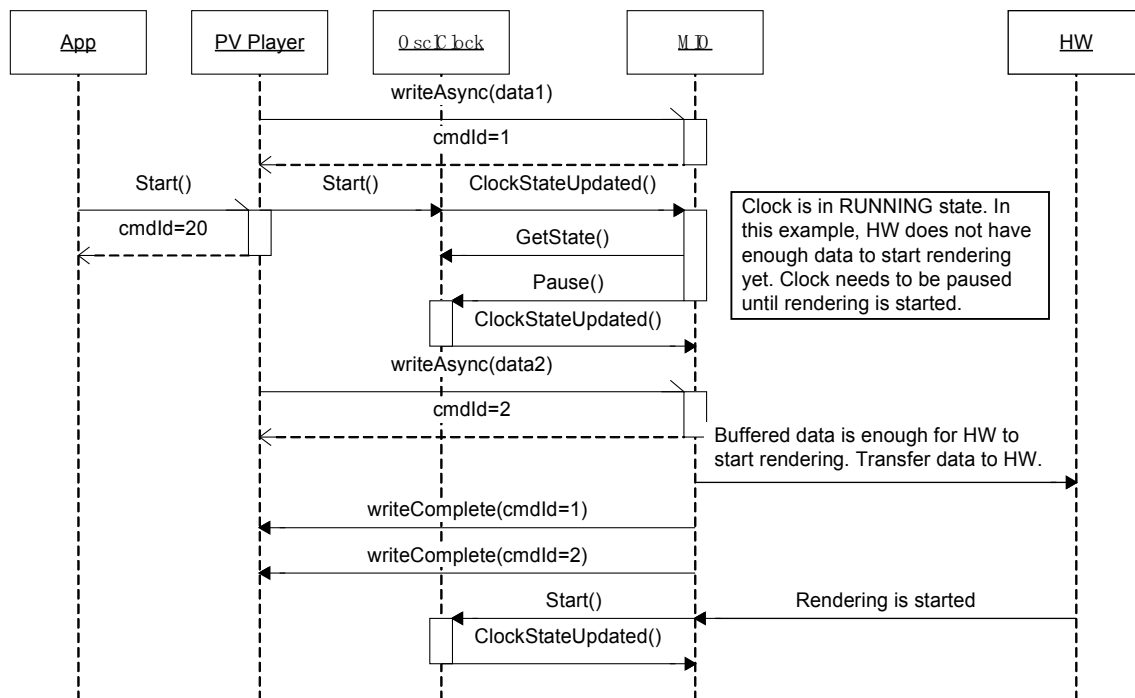 App
PV Player
OsclClock
MIO
HW
writeAsync(data1)
cmdId=1
Start()
Start()
ClockStateUpdated()
cmdId=20
GetState()
Clock is in RUNNING state. In
this example, HW does not have
enough data to start rendering
yet. Clock needs to be paused
until rendering is started.
Pause()
ClockStateUpdated()
writeAsync(data2)
cmdId=2
Buffered data is enough for HW to
start rendering. Transfer data to HW.
writeComplete(cmdId=1)
writeComplete(cmdId=2)
Start()
Rendering is started
ClockStateUpdated()